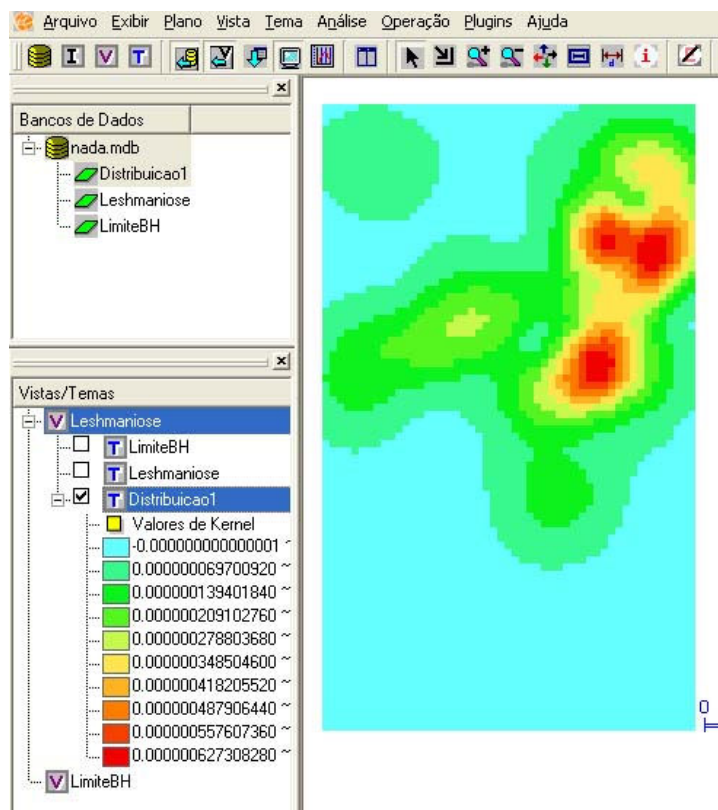 Arquivo Exibir Plano Vista Tema Análise Operação Plugins Ajuda
I V T
i
Bancos de Dados
nada.mdb
Distribuicao1
Leshmaniose
LimiteBH
Vistas/Temas
V Leshmaniose
T LimiteBH
T Leshmaniose
T Distribuicao1
Valores de Kernel
-0.000000000000001 ~
0.000000069700920 ~
0.000000139401840 ~
0.000000209102760 ~
0.000000278803680 ~
0.000000348504600 ~
0.000000418205520 ~
0.000000487906440 ~
0.000000557607360 ~
0.000000627308280 ~
V LimiteBH